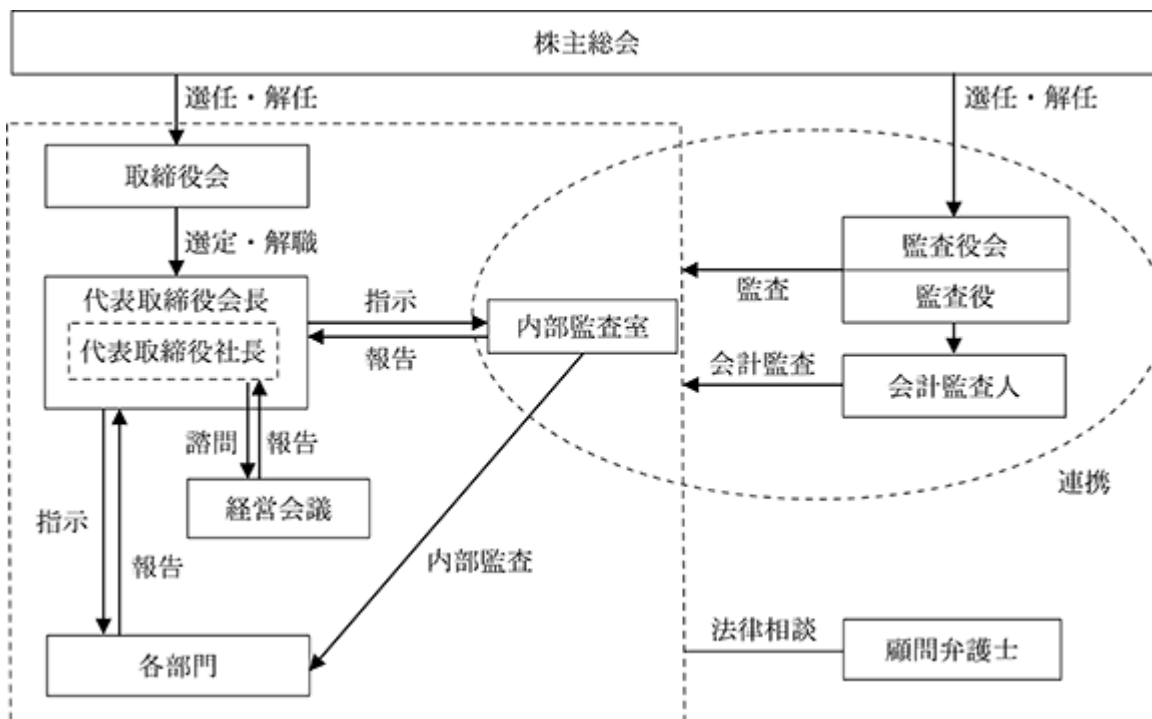 株主総会
選任・解任
選任・解任
取締役会
選定・解職
監査役会
監査役
監査
代表取締役会長
代表取締役社長
指示
報告
内部監査室
会計監査
会計監査人
諮問
報告
連携
経営会議
指示
報告
内部監査
法律相談
顧問弁護士
各部門